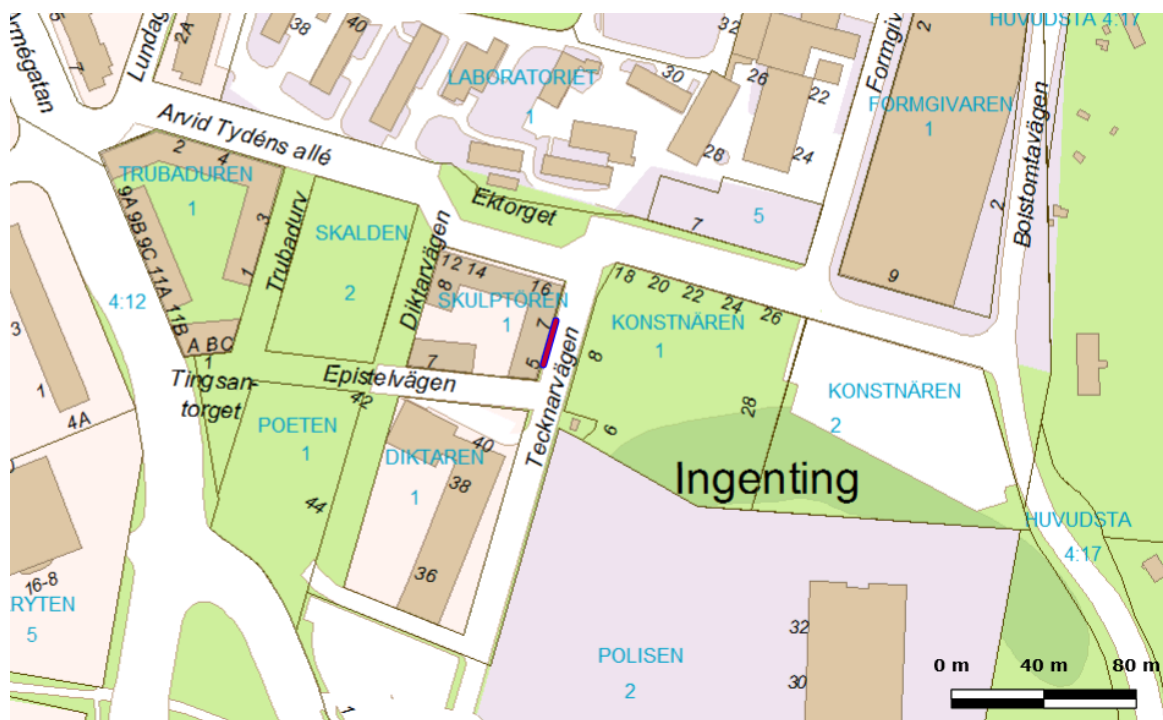 Armégatan
7
Lundag
2A
38
40
32
HUVUDSTA 4:17
LABORATORIET
1
30
26
22
28
24
Formgiv
2
FORMGIVAREN
1
2
9
Bolstomtavägen
Arvid Tydéns allé
Ektorget
7
5
TRUBADUREN
1
2
4
9A 9B 9C 11A 11B
3
1
Trubadurv
SKALDEN
2
Diktarvägen
12 14
16
8
SKULPTÖREN
1
7
5
7
4:12
A B C
1
Tingsan-
torget
Epistelvägen
Tecknarvägen
18 20 22 24 26
KONSTNÄREN
1
8
6
28
KONSTNÄREN
2
Ingenting
HUVUDSTA
4:17
3
1
4A
42
POETEN
1
44
DIKTAREN
1
40
38
36
16-8
RYTEN
5
POLISEN
2
32
30
1
0 m 40 m 80 m